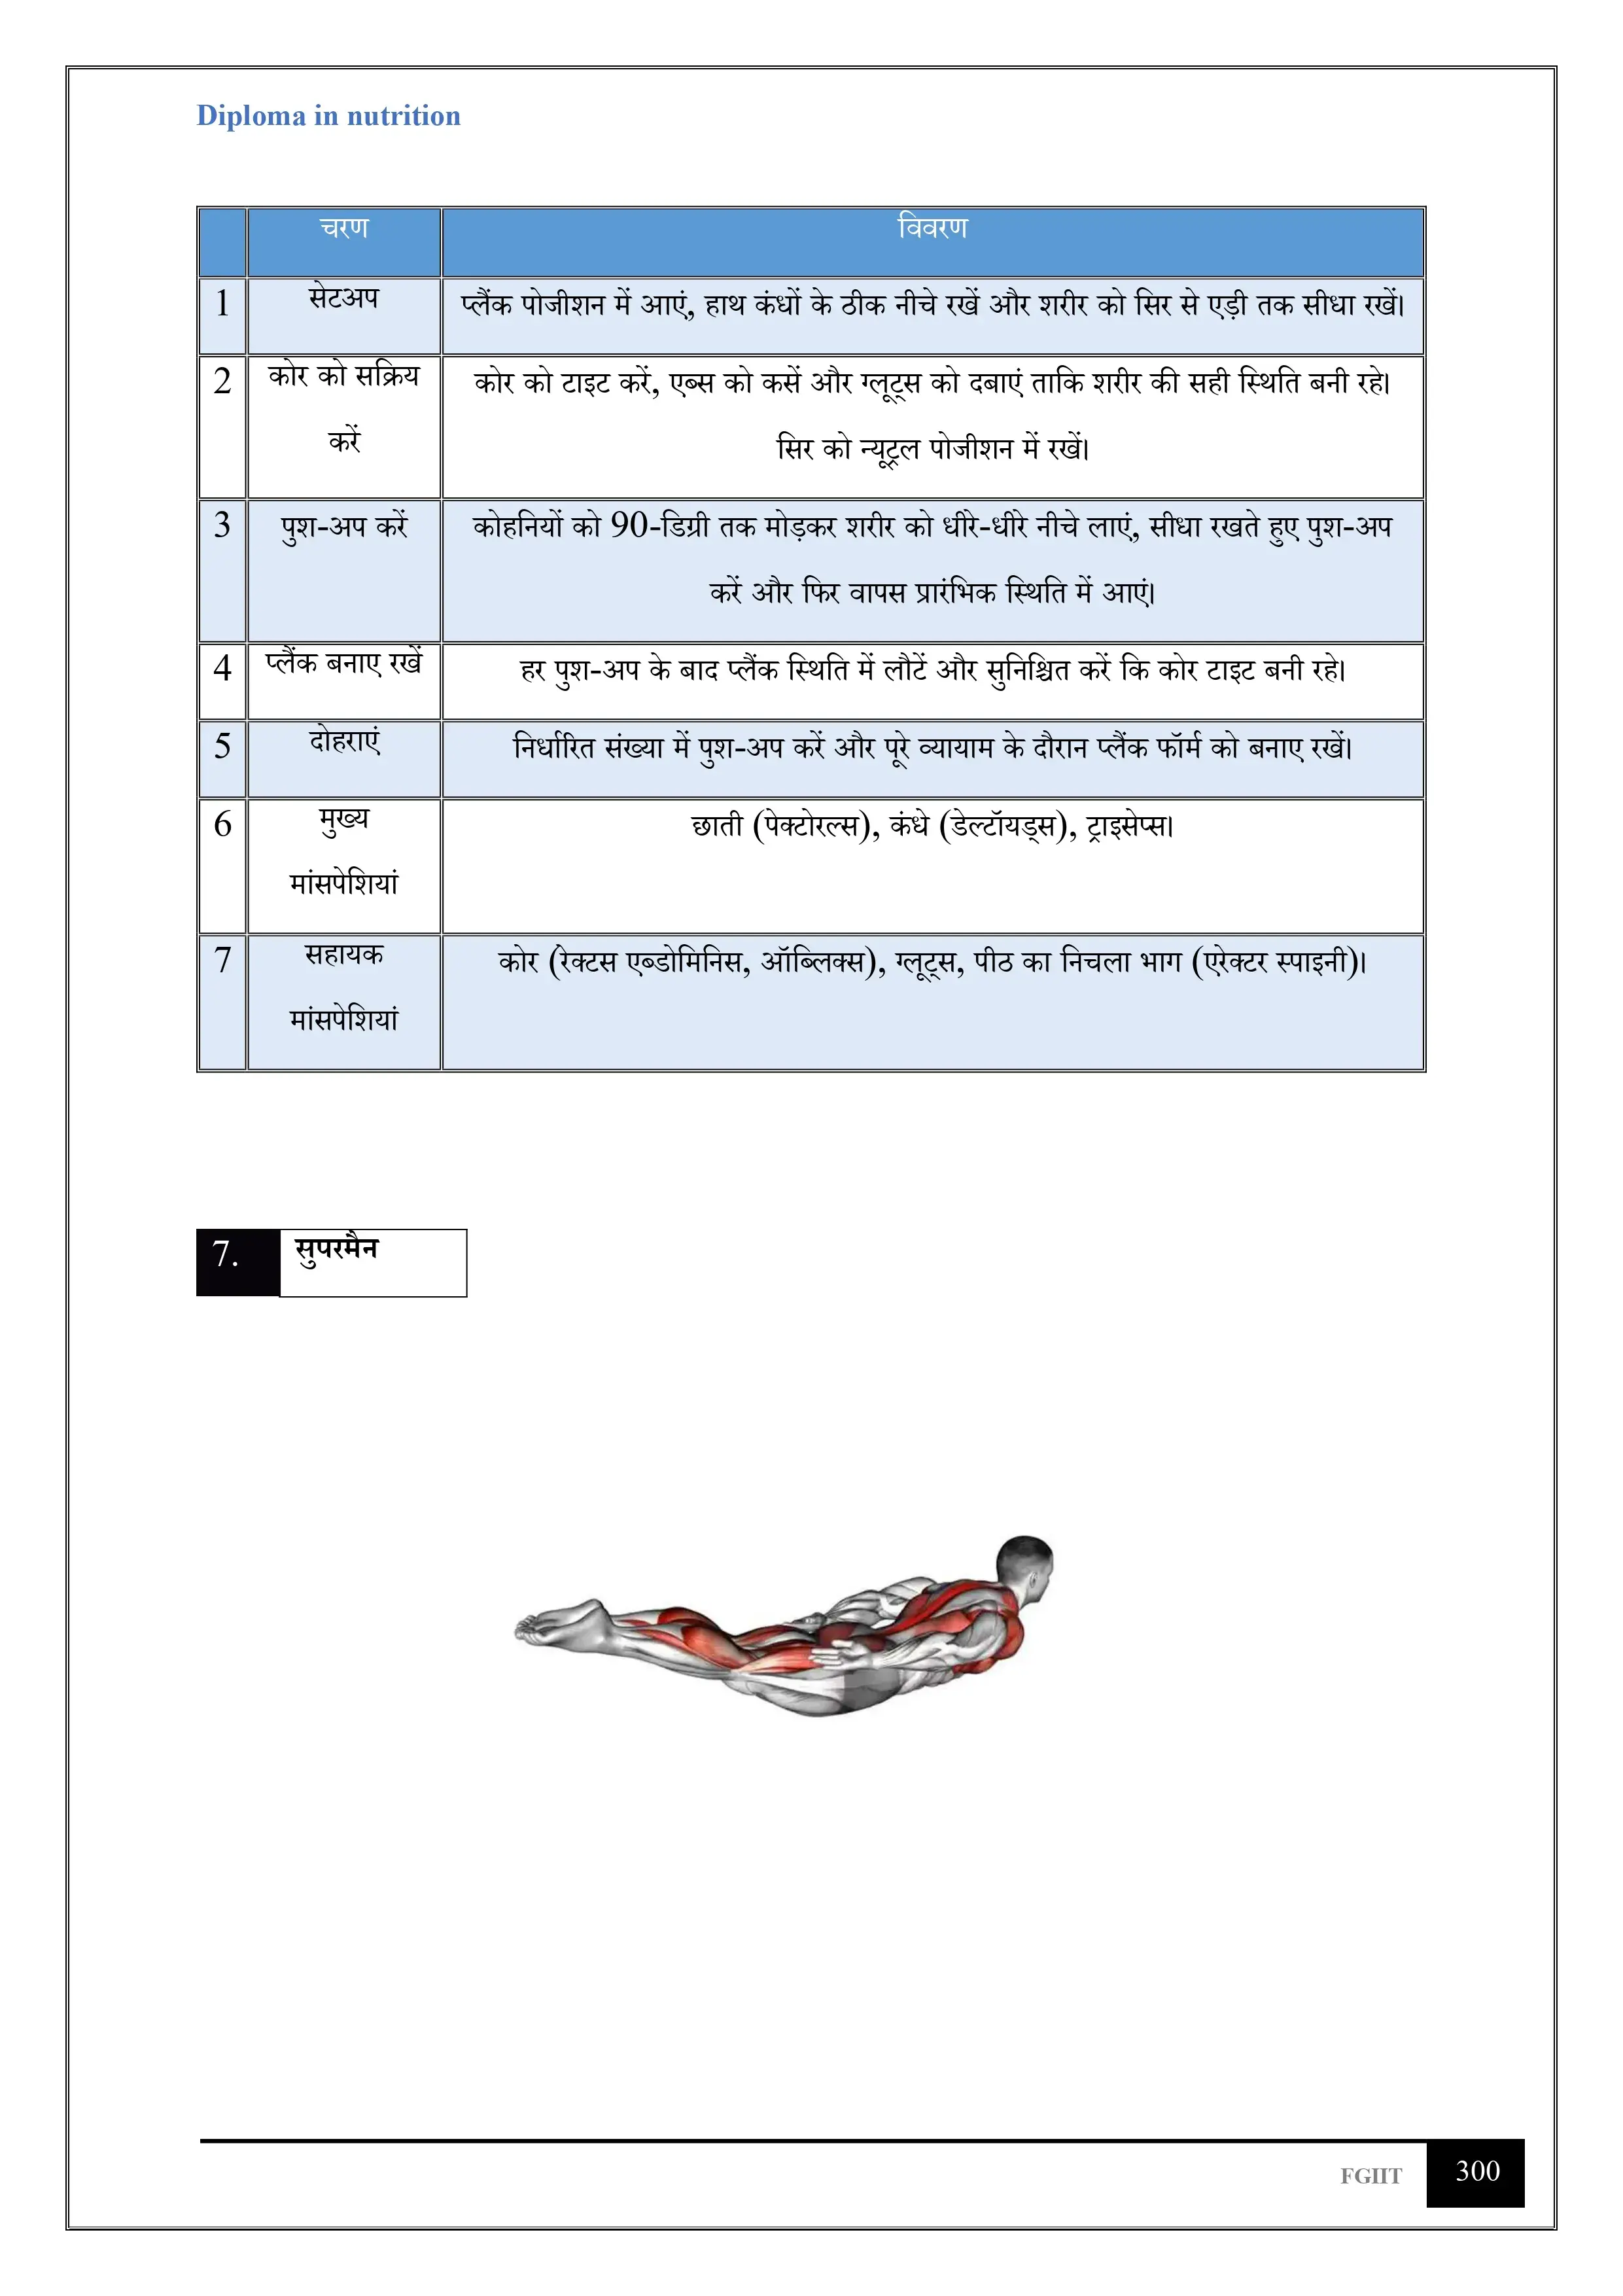 Diploma in nutrition
चरण विवरण
1 सेटअप प्लैंक पोजीशन में आएं, हाथ कंधों के ठीक नीचे रखें और शरीर को सिर से एड़ी तक सीधा रखें।
2 कोर को सक्रिय कोर को टाइट करें, एब्स को कसें और ग्लूट्स को दबाएं ताकि शरीर की सही स्थिति बनी रहे।
करें सिर को न्यूट्रल पोजीशन में रखें।
3 पुश-अप करें कोहनियों को 90-डिग्री तक मोड़कर शरीर को धीरे-धीरे नीचे लाएं, सीधा रखते हुए पुश-अप
करें और फिर वापस प्रारंभिक स्थिति में आएं।
4 प्लैंक बनाए रखें हर पुश-अप के बाद प्लैंक स्थिति में लौटें और सुनिश्चित करें कि कोर टाइट बनी रहे।
5 दोहराएं निर्धारित संख्या में पुश-अप करें और पूरे व्यायाम के दौरान प्लैंक फॉर्म को बनाए रखें।
6 मुख्य छाती (पेक्टोरल्स), कंधे (डेल्टॉयड्स), ट्राइसेप्स।
मांसपेशियां
7 सहायक कोर (रेक्टस एब्डोमिनिस, ऑब्लिक्स), ग्लूट्स, पीठ का निचला भाग (एरेक्टर स्पाइनी)।
मांसपेशियां
7. सुपरमैन
FGIIT 300